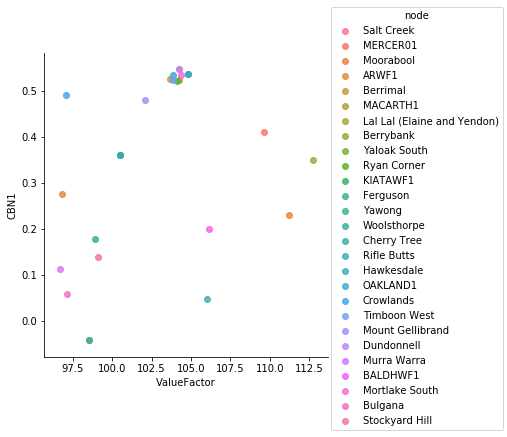 node
Salt Creek
MERCER01
Moorabool
ARWF1
Berrimal
MACARTH1
Lal Lal (Elaine and Yendon)
Berrybank
Yaloak South
Ryan Corner
KIATAWF1
Ferguson
Yawong
Woolsthorpe
Cherry Tree
Rifle Butts
Hawkesdale
OAKLAND1
Crowlands
Timboon West
Mount Gellibrand
Dundonnell
Murra Warra
BALDHWF1
Mortlake South
Bulgana
Stockyard Hill
CBN1
0.5
0.4
0.3
0.2
0.1
0.0
97.5 100.0 102.5 105.0 107.5 110.0 112.5
ValueFactor